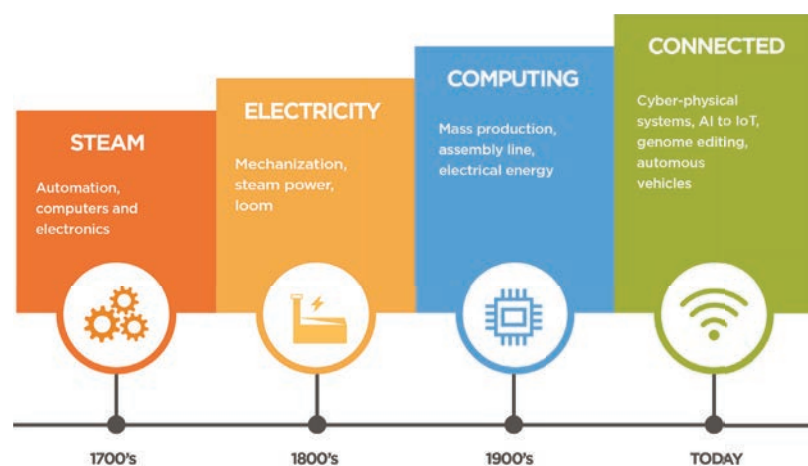 STEAM
Automation,
computers and
electronics
ELECTRICITY
Mechanization,
steam power,
loom
COMPUTING
Mass production,
assembly line,
electrical energy
CONNECTED
Cyber-physical
systems, AI to IoT,
genome editing,
automous
vehicles
1700's
1800's
1900's
TODAY